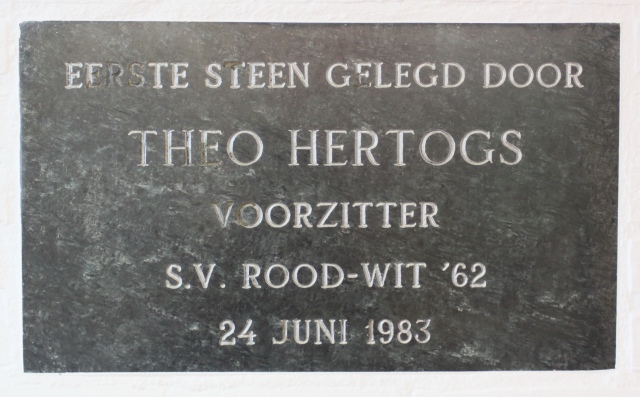 EERSTE STEEN GELEGD DOOR
THEO HERTOGS
VOORZITTER
S.V. ROOD-WIT '62
24 JUNI 1983